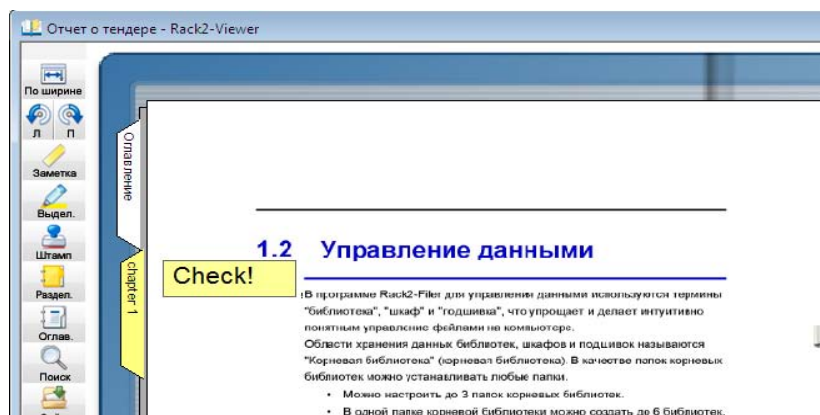 Отчет о тендере - Rack2-Viewer
По ширине
Л П
Заметка
Выдел.
Штамп
Раздел.
Оглав.
Поиск
Оглавление
chapter 1
1.2 Управление данными
Check!
В программе Rack2-Filer для управления данными используются термины
"библиотека", "шкаф" и "подшивка", что упрощает и делает интуитивно
понятным управление файлами на компьютере.
Области хранения данных библиотек, шкафов и подшивок называются
"Корневая библиотека" (корневая библиотека). В качестве папок корневых
библиотек можно устанавливать любые папки.
• Можно настроить до 3 папок корневых библиотек.
• В одной папке корневой библиотеки можно создать до 6 библиотек.